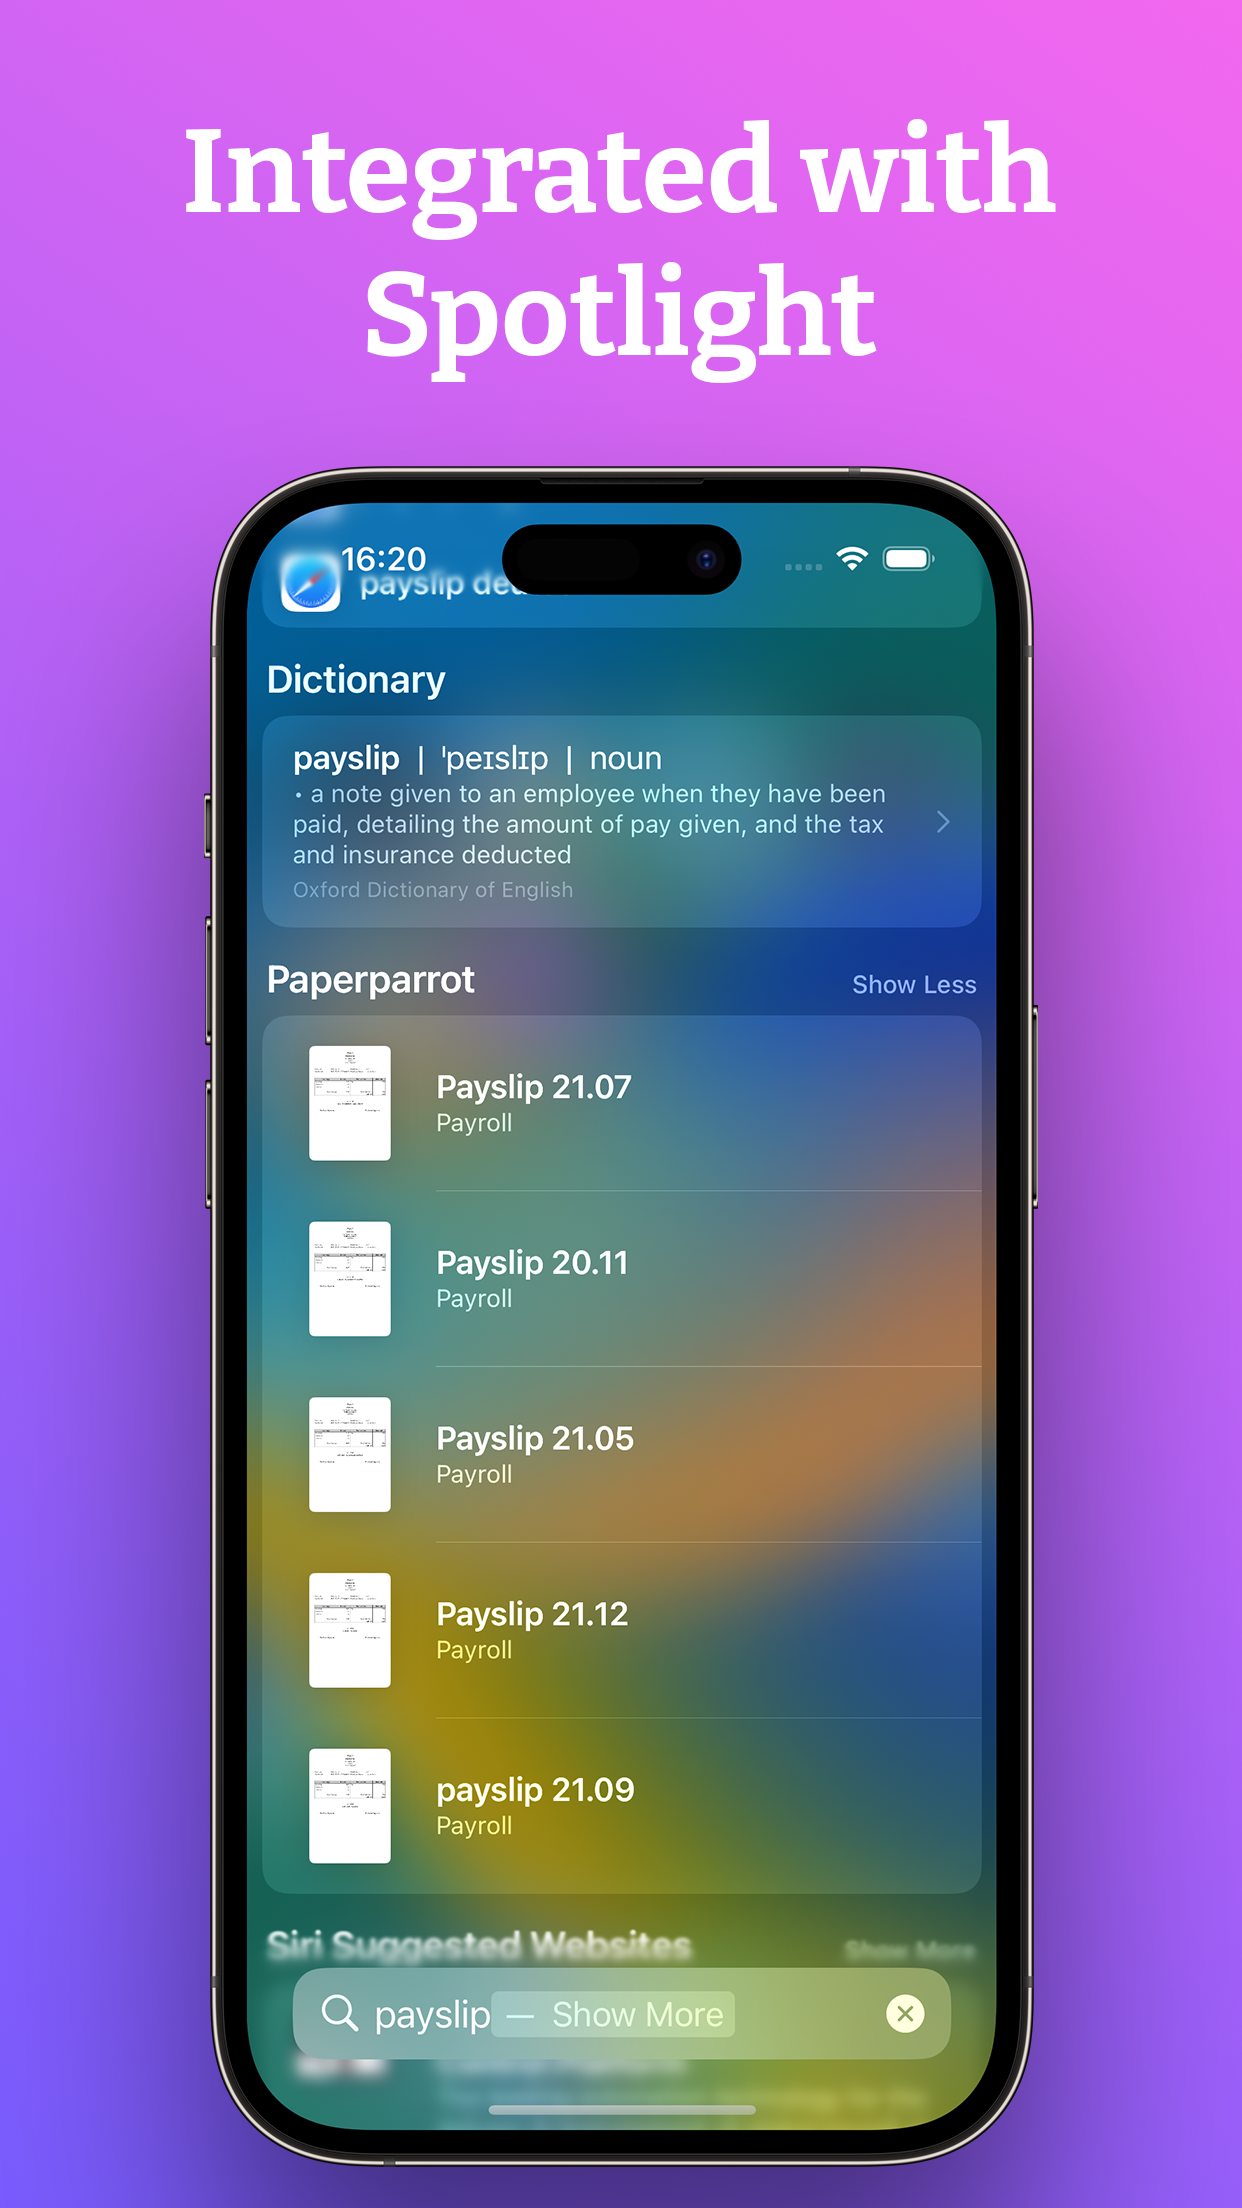 Integrated with
Spotlight
16:20
payslip
Dictionary
payslip | ˈpeɪslɪp | noun
• a note given to an employee when they have been
paid, detailing the amount of pay given, and the tax
and insurance deducted
Oxford Dictionary of English
Paperparrot
Show Less
Payslip 21.07
Payroll
Payslip 20.11
Payroll
Payslip 21.05
Payroll
Payslip 21.12
Payroll
payslip 21.09
Payroll
Siri Suggested Websites
Show More
payslip — Show More